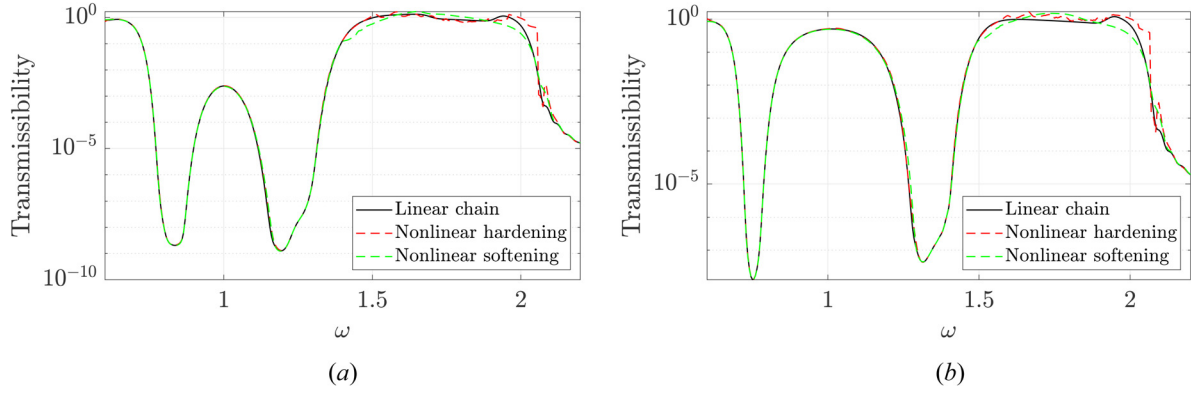 Transmissibility
10^0
10^-5
10^-10
Linear chain
Nonlinear hardening
Nonlinear softening
1 1.5 2
ω
(a)
Transmissibility
10^0
10^-5
Linear chain
Nonlinear hardening
Nonlinear softening
1 1.5 2
ω
(b)